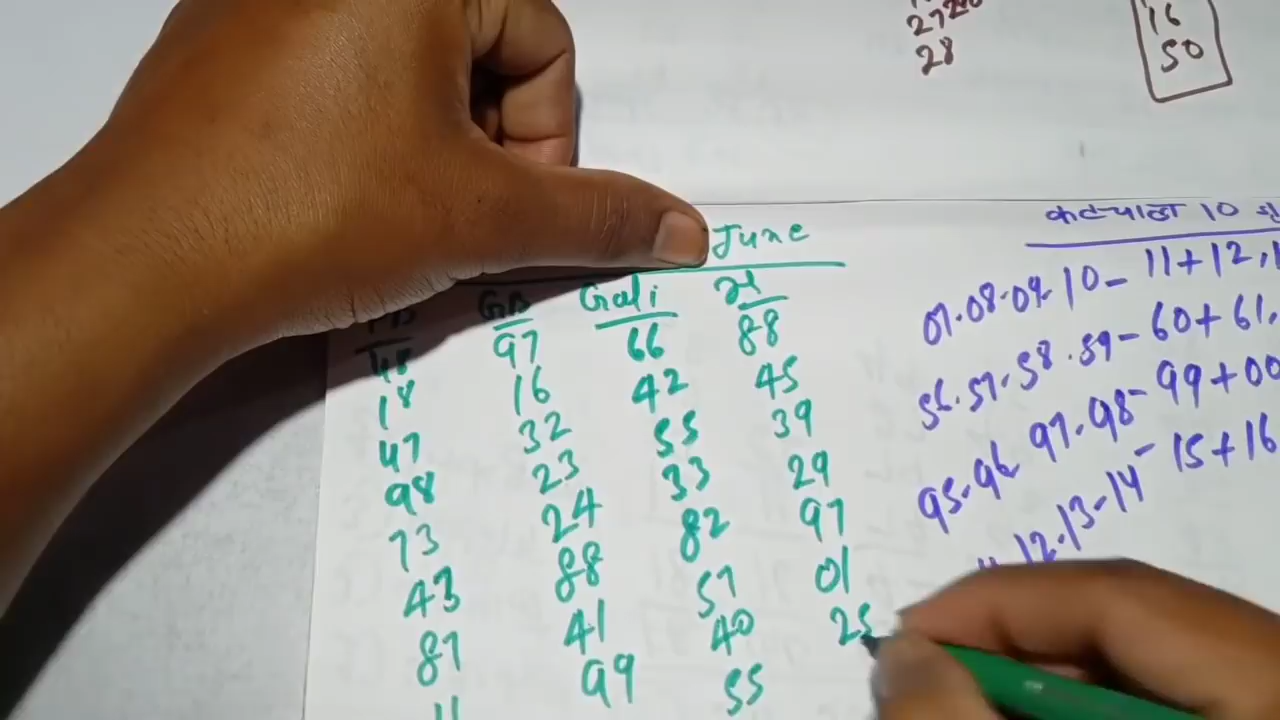 27
28
16
50
June
GB Gali
48 97 66 88
18 16 42 45
47 32 55 39
98 23 33 29
73 24 82 97
43 88 57 01
87 41 40 25
11 99 55
10
07.08.09.10-11+12,1
56.57.58.59-60+61,
95.96.97.98-99+00
12.13-14-15+16